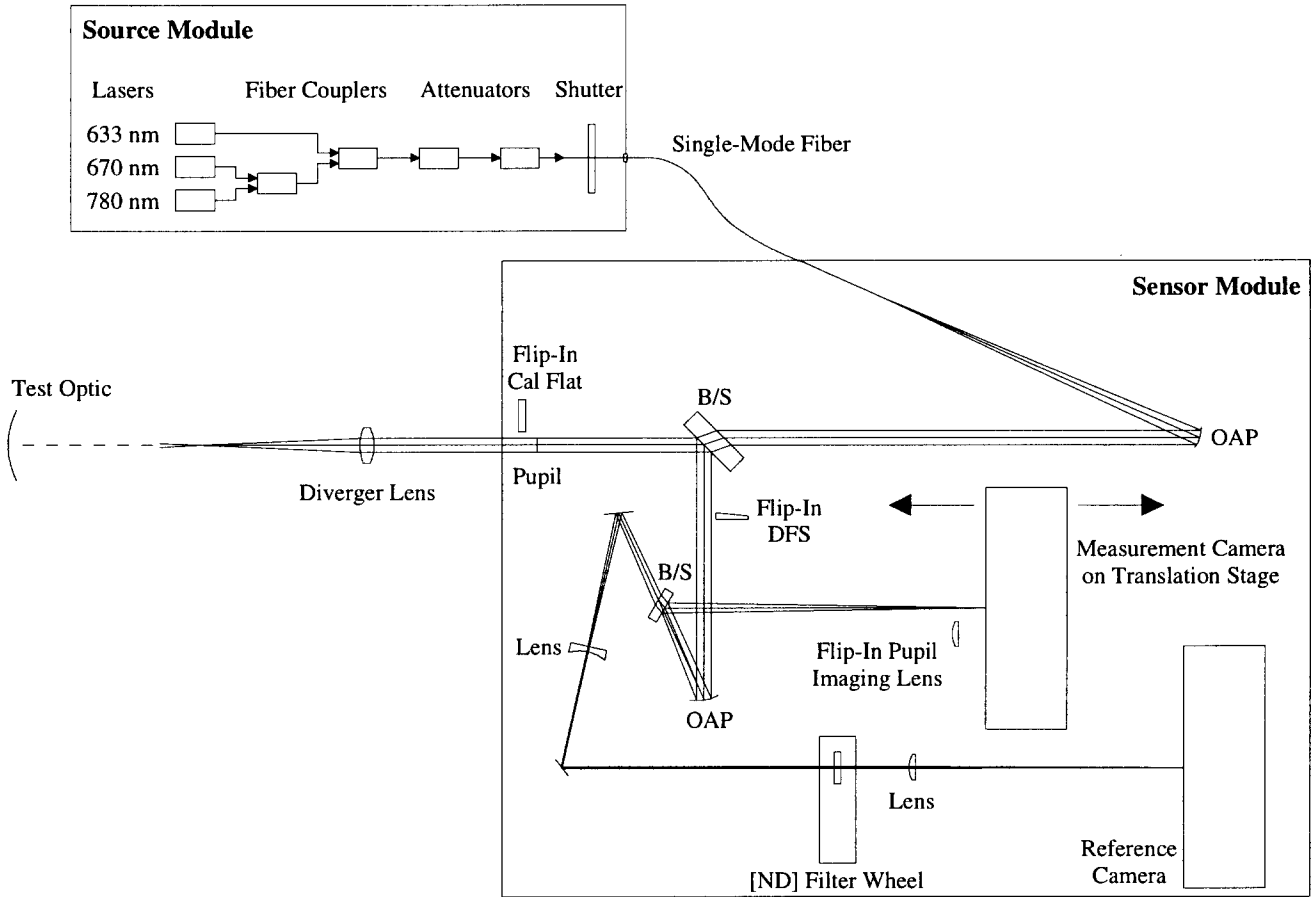 Source Module
Lasers
Fiber Couplers
Attenuators
Shutter
633 nm
670 nm
780 nm
Single-Mode Fiber
Sensor Module
Flip-In
Cal Flat
Test Optic
B/S
OAP
Pupil
Diverger Lens
Flip-In
DFS
Measurement Camera
on Translation Stage
B/S
Lens
Flip-In Pupil
Imaging Lens
OAP
Lens
[ND] Filter Wheel
Reference
Camera